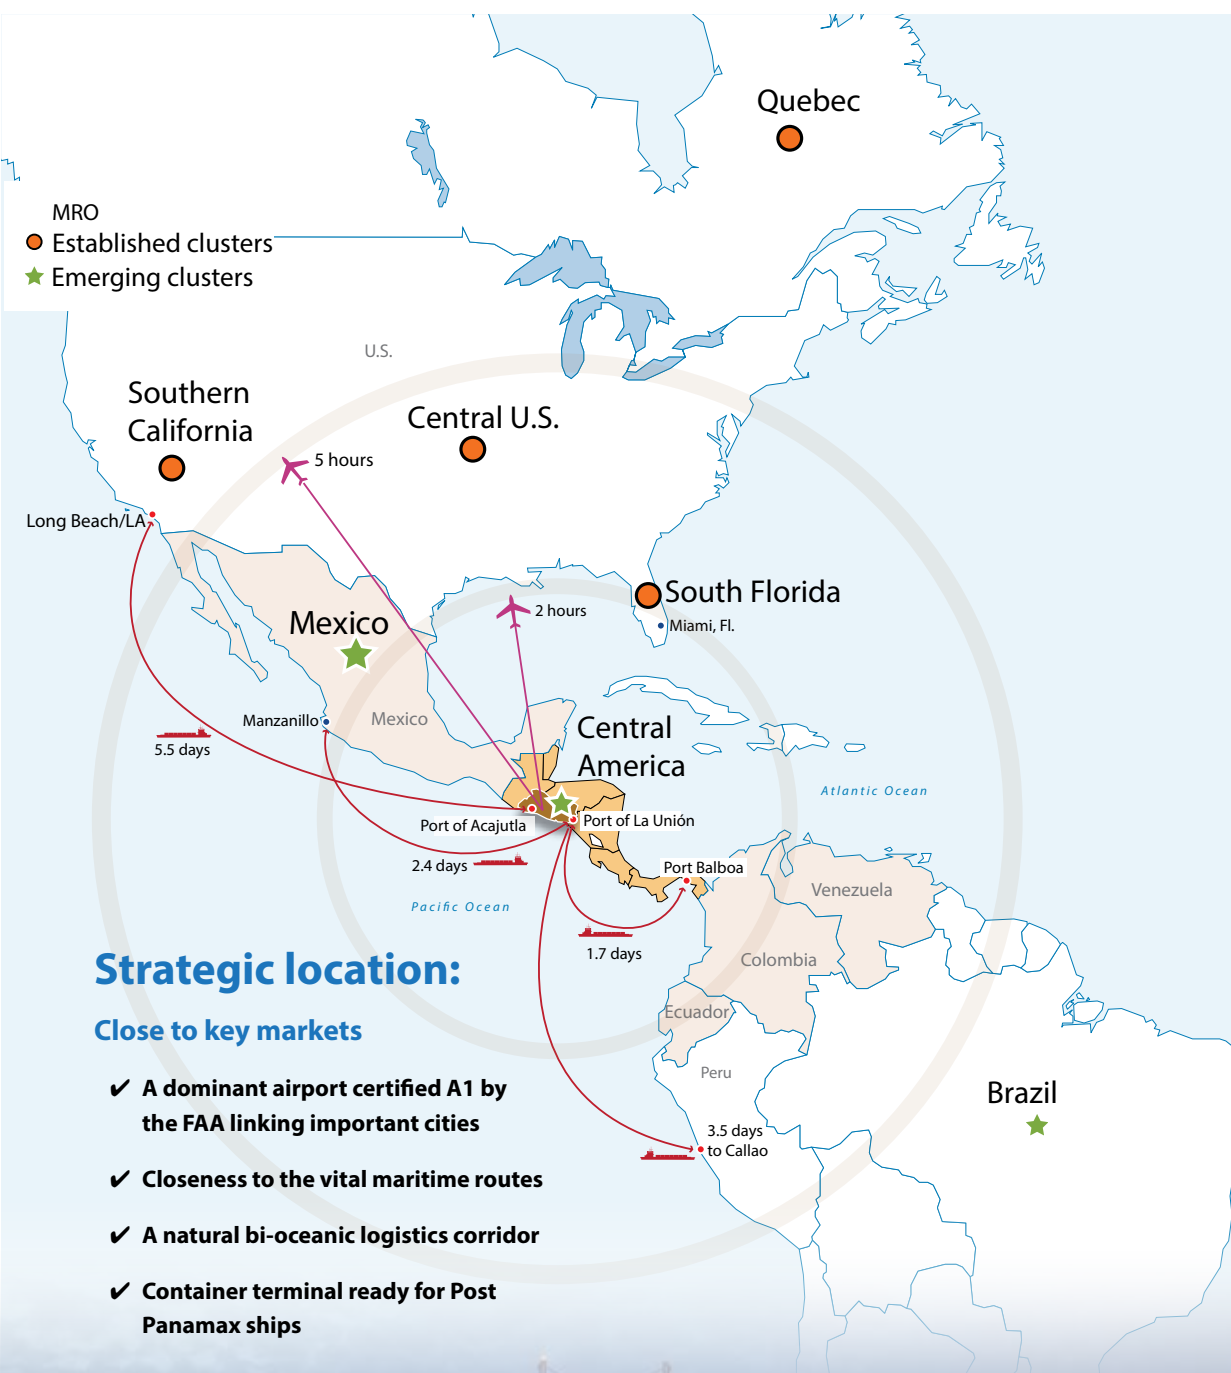 Quebec
MRO
Established clusters
Emerging clusters
U.S.
Southern
California
Central U.S.
5 hours
Long Beach/LA
South Florida
2 hours
Miami, Fl.
Mexico
Manzanillo
Mexico
Central
America
5.5 days
Atlantic Ocean
Port of Acajutla
Port of La Unión
2.4 days
Port Balboa
Venezuela
Pacific Ocean
1.7 days
Colombia
Strategic location:
Ecuador
Close to key markets
Peru
Brazil
✔ A dominant airport certified A1 by
the FAA linking important cities
3.5 days
to Callao
✔ Closeness to the vital maritime routes
✔ A natural bi-oceanic logistics corridor
✔ Container terminal ready for Post
Panamax ships